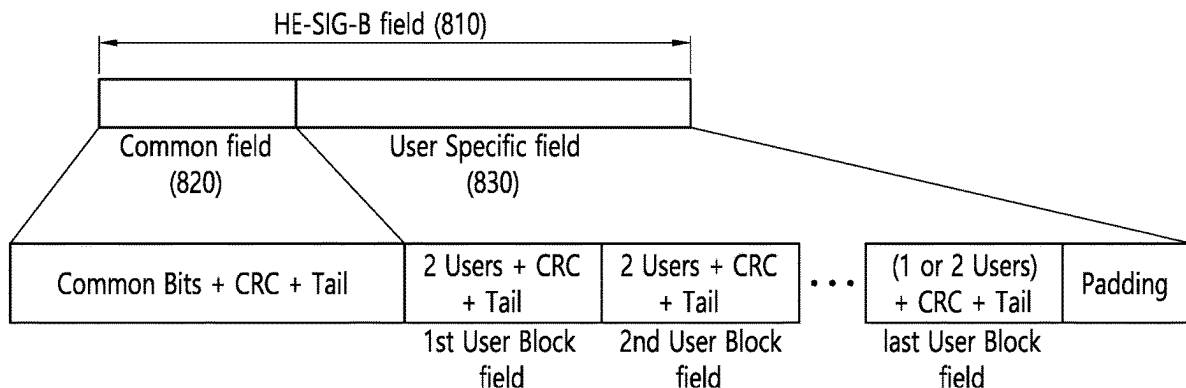 HE-SIG-B field (810)
Common field
(820)
User Specific field
(830)
Common Bits + CRC + Tail
2 Users + CRC
+ Tail
2 Users + CRC
+ Tail
• • •
(1 or 2 Users)
+ CRC + Tail
Padding
1st User Block
field
2nd User Block
field
last User Block
field